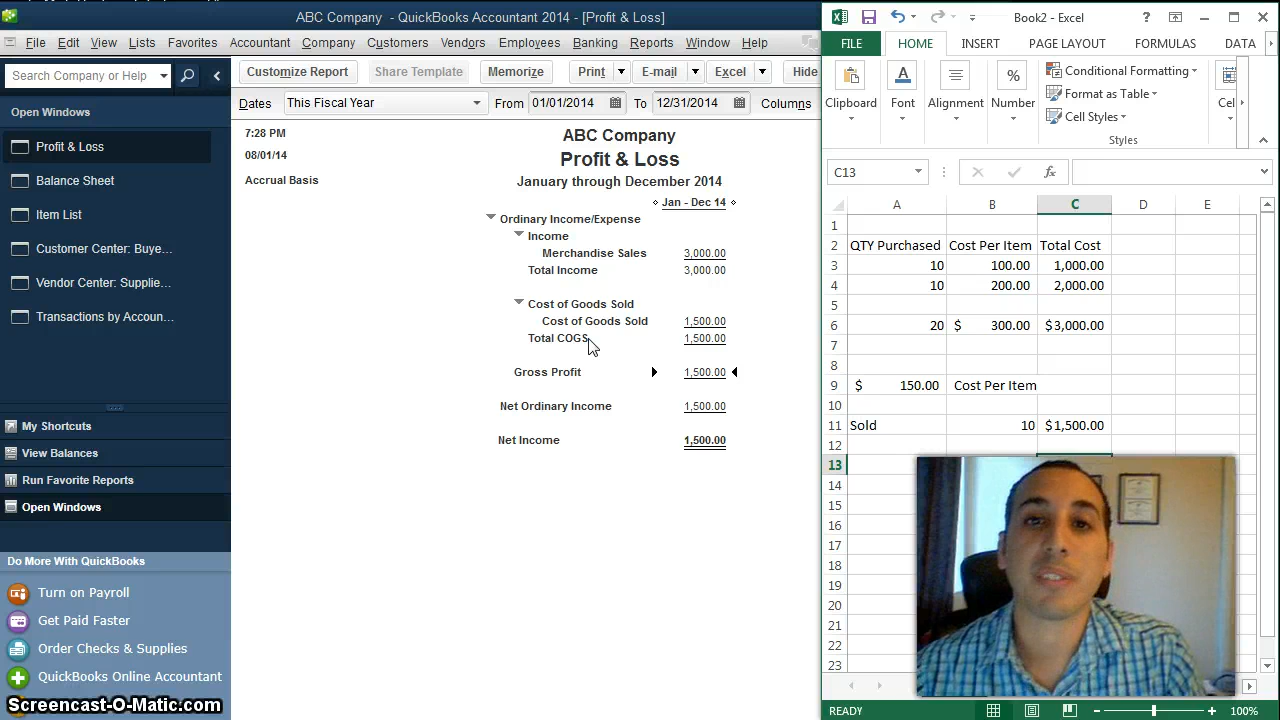 ABC Company - QuickBooks Accountant 2014 - [Profit & Loss]
File Edit View Lists Favorites Accountant Company Customers Vendors Employees Banking Reports Window Help
Search Company or Help
Customize Report Share Template Memorize Print E-mail Excel Hide
Dates This Fiscal Year From 01/01/2014 To 12/31/2014 Columns
Open Windows
Profit & Loss
Balance Sheet
Item List
Customer Center: Buye...
Vendor Center: Supplie...
Transactions by Accoun...
My Shortcuts
View Balances
Run Favorite Reports
Open Windows
Do More With QuickBooks
Turn on Payroll
Get Paid Faster
Order Checks & Supplies
QuickBooks Online Accountant
Screencast-O-Matic.com
7:28 PM
08/01/14
Accrual Basis
ABC Company
Profit & Loss
January through December 2014
Jan - Dec 14
Ordinary Income/Expense
Income
Merchandise Sales 3,000.00
Total Income 3,000.00
Cost of Goods Sold
Cost of Goods Sold 1,500.00
Total COGS 1,500.00
Gross Profit 1,500.00
Net Ordinary Income 1,500.00
Net Income 1,500.00
Book2 - Excel
FILE HOME INSERT PAGE LAYOUT FORMULAS DATA
Clipboard Font Alignment Number
Conditional Formatting
Format as Table
Cell Styles
Styles
Cel
C13
A B C D E
1
2 QTY Purchased Cost Per Item Total Cost
3 10 100.00 1,000.00
4 10 200.00 2,000.00
5
6 20 $ 300.00 $3,000.00
7
8
9 $ 150.00 Cost Per Item
10
11 Sold 10 $1,500.00
12
13
14
15
16
17
18
19
20
21
22
23
READY 100%